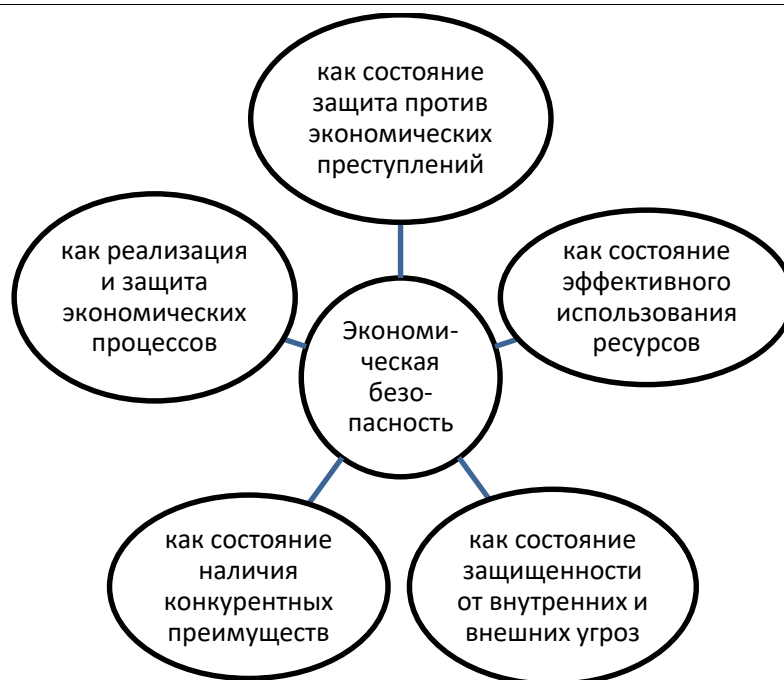 как состояние
защита против
экономических
преступлений
как реализация
и защита
экономических
процессов
как состояние
эффективного
использования
ресурсов
Экономи-
ческая
безо-
пасность
как состояние
наличия
конкурентных
преимуществ
как состояние
защищенности
от внутренних и
внешних угроз